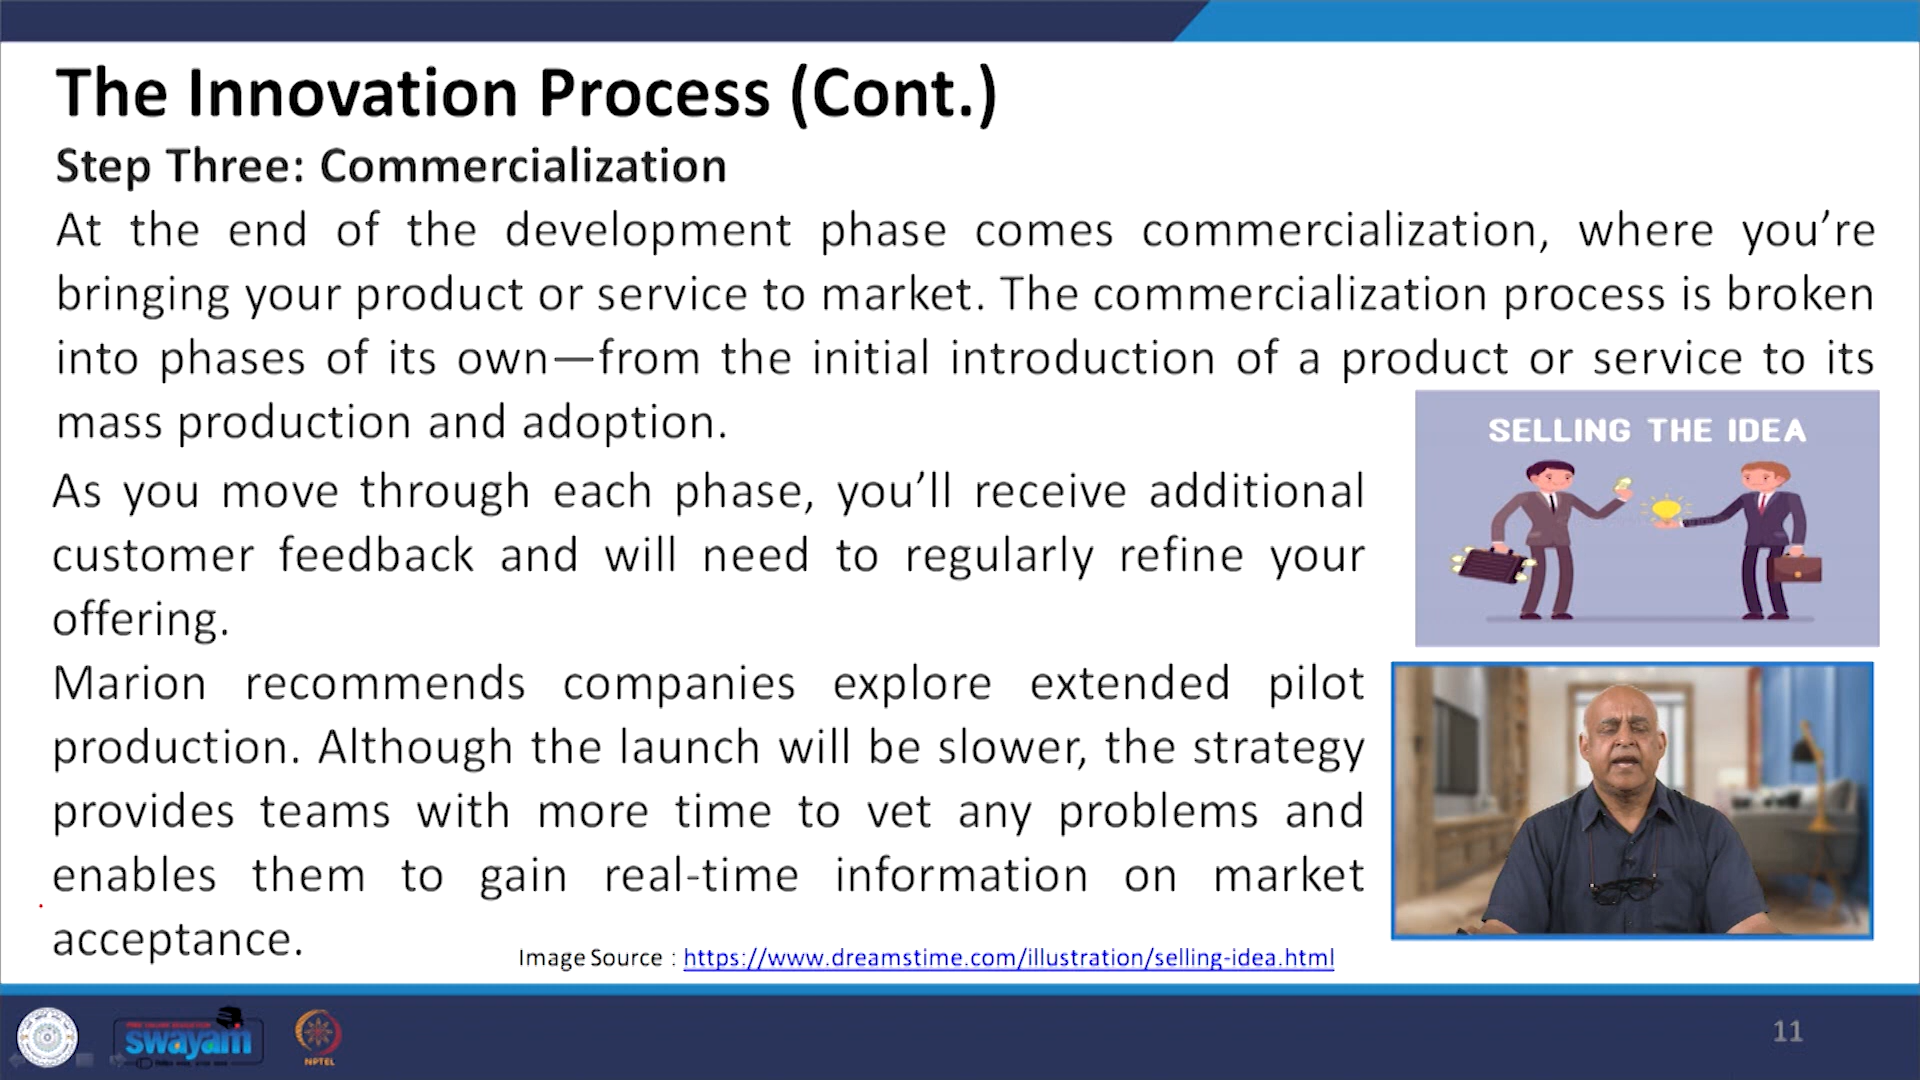 The Innovation Process (Cont.)
Step Three: Commercialization
At the end of the development phase comes commercialization, where you’re
bringing your product or service to market. The commercialization process is broken
into phases of its own—from the initial introduction of a product or service to its
mass production and adoption.
SELLING THE IDEA
As you move through each phase, you’ll receive additional
customer feedback and will need to regularly refine your
offering.
Marion recommends companies explore extended pilot
production. Although the launch will be slower, the strategy
provides teams with more time to vet any problems and
enables them to gain real-time information on market
acceptance.
Image Source : https://www.dreamstime.com/illustration/selling-idea.html
swayam
NPTEL
11